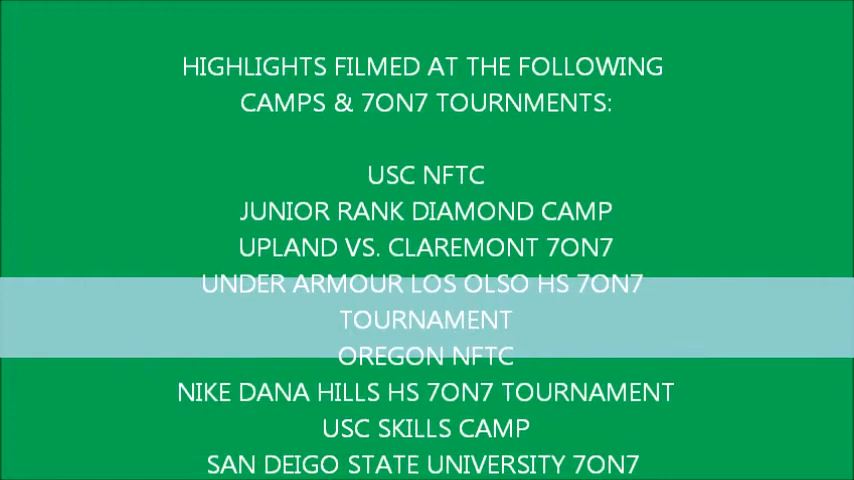 HIGHLIGHTS FILMED AT THE FOLLOWING
CAMPS & 7ON7 TOURNMENTS:
USC NFTC
JUNIOR RANK DIAMOND CAMP
UPLAND VS. CLAREMONT 7ON7
UNDER ARMOUR LOS OLSO HS 7ON7
TOURNAMENT
OREGON NFTC
NIKE DANA HILLS HS 7ON7 TOURNAMENT
USC SKILLS CAMP
SAN DEIGO STATE UNIVERSITY 7ON7